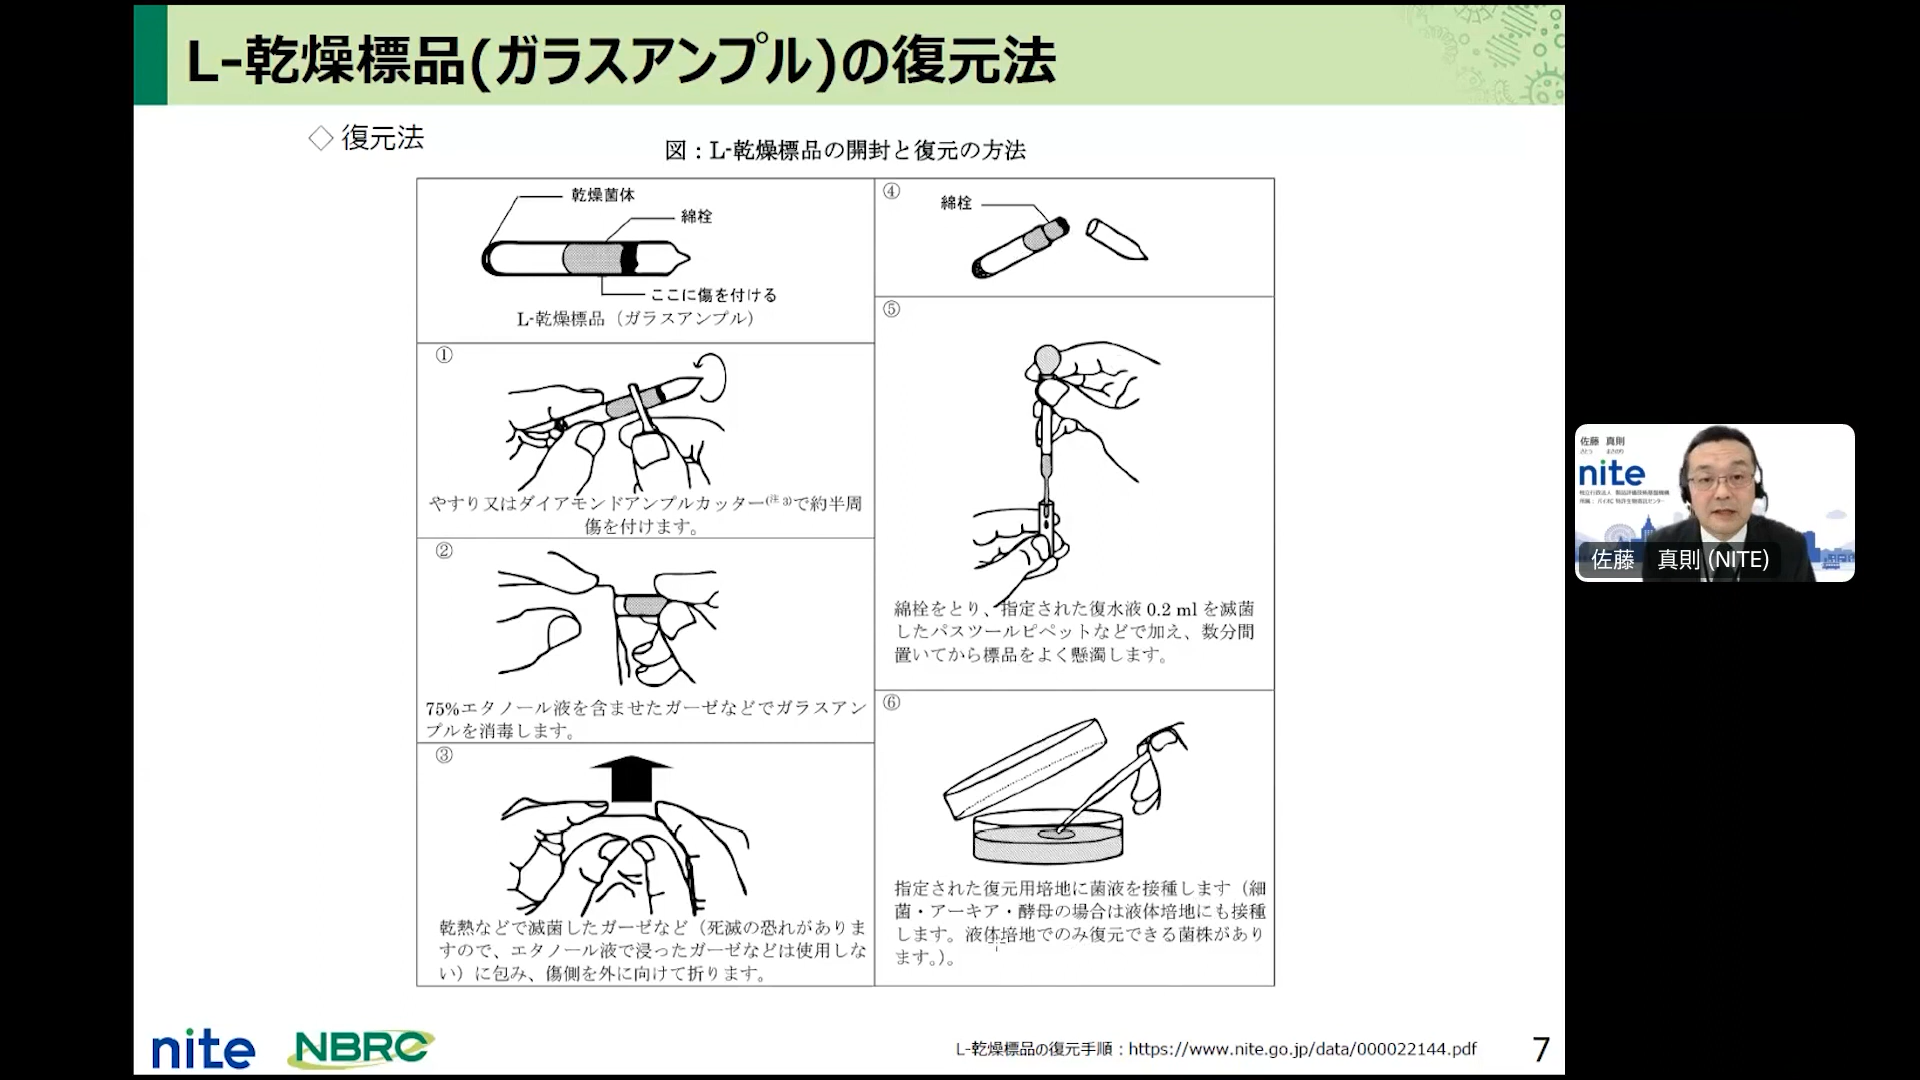 L-乾燥標品(ガラスアンプル)の復元法
◇ 復元法
図：L-乾燥標品の開封と復元の方法
乾燥菌体
綿栓
ここに傷を付ける
L-乾燥標品（ガラスアンプル）
①
やすり又はダイアモンドアンプルカッター(注 3)で約半周
傷を付けます。
②
75%エタノール液を含ませたガーゼなどでガラスアン
プルを消毒します。
③
乾熱などで滅菌したガーゼなど（死滅の恐れがありま
すので、エタノール液で浸ったガーゼなどは使用しな
い）に包み、傷側を外に向けて折ります。
④
綿栓
⑤
綿栓をとり、指定された復水液 0.2 ml を滅菌
したパスツールピペットなどで加え、数分間
置いてから標品をよく懸濁します。
⑥
指定された復元用培地に菌液を接種します（細
菌・アーキア・酵母の場合は液体培地にも接種
します。液体培地でのみ復元できる菌株があり
ます。）。
nite
NBRC
L-乾燥標品の復元手順：https://www.nite.go.jp/data/000022144.pdf
7
佐藤 真則
nite
佐藤 真則 (NITE)